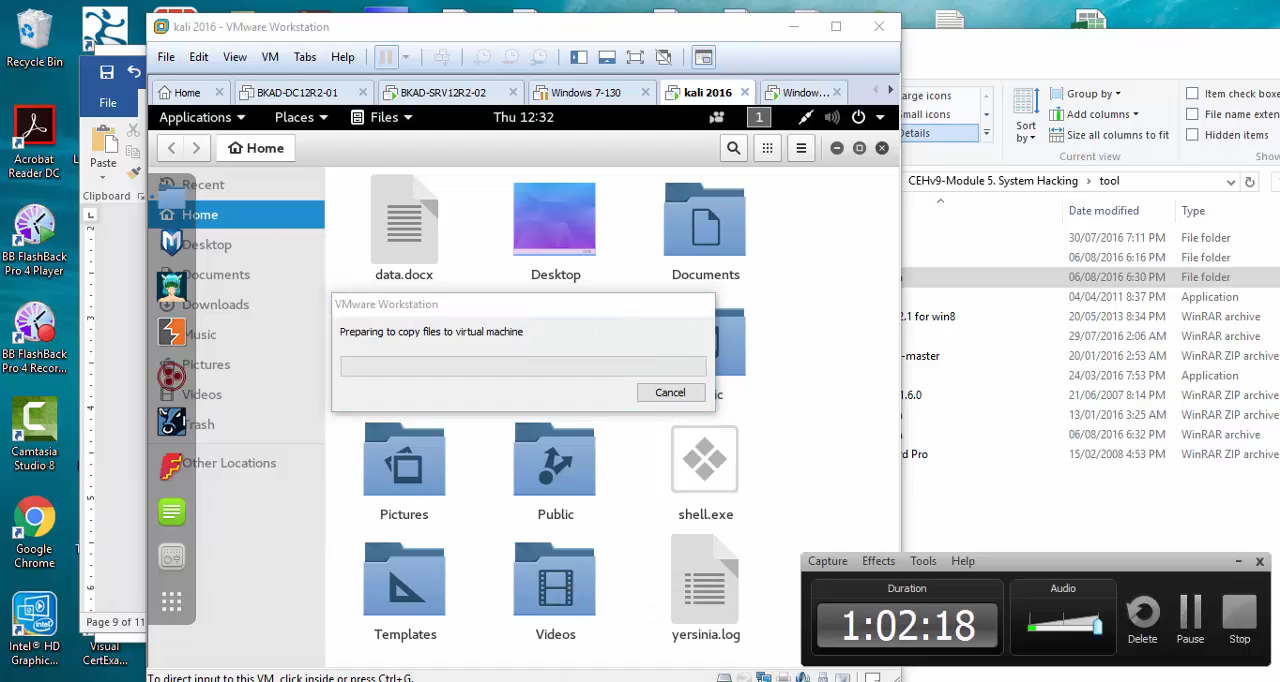 Recycle Bin
Acrobat
Reader DC
BB FlashBack
Pro 4 Player
BB FlashBack
Pro 4 Recor...
Camtasia
Studio 8
Google
Chrome
Intel® HD
Graphic...
Visual
CertExa...
File
Paste
Clipboard
Page 9 of 11
kali 2016 - VMware Workstation
File Edit View VM Tabs Help
Home BKAD-DC12R2-01 BKAD-SRV12R2-02 Windows 7-130 kali 2016 Window...
Applications Places Files Thu 12:32 1
Home
Recent
Home
Desktop
Documents
Downloads
Music
Pictures
Videos
Trash
Other Locations
data.docx Desktop Documents
VMware Workstation
Preparing to copy files to virtual machine
Cancel
Pictures Public shell.exe
Templates Videos yersinia.log
To direct input to this VM, click inside or press Ctrl+G.
arge icons
mall icons
Details
Sort
by
Group by
Add columns
Size all columns to fit
Current view
Item check boxe
File name exten
Hidden items
Show
CEHv9-Module 5. System Hacking > tool
Date modified Type
30/07/2016 7:11 PM File folder
06/08/2016 6:16 PM File folder
06/08/2016 6:30 PM File folder
04/04/2011 8:37 PM Application
2.1 for win8 20/05/2013 8:34 PM WinRAR archive
29/07/2016 2:06 AM WinRAR archive
-master 20/01/2016 2:53 AM WinRAR ZIP archive
24/03/2016 7:53 PM Application
1.6.0 21/06/2007 8:14 PM WinRAR ZIP archive
13/01/2016 3:25 AM WinRAR ZIP archive
06/08/2016 6:32 PM WinRAR ZIP archive
rd Pro 15/02/2008 4:53 PM WinRAR ZIP archive
Capture Effects Tools Help
Duration
1:02:18
Audio
Delete Pause Stop